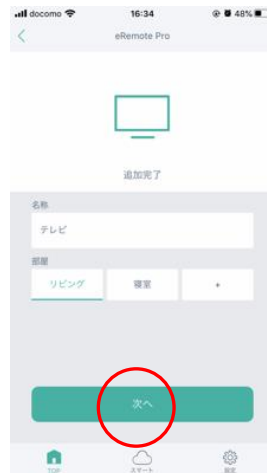 docomo 16:34 48%
eRemote Pro
追加完了
名称
テレビ
部屋
リビング 寝室 +
次へ
TOP スマート 設定